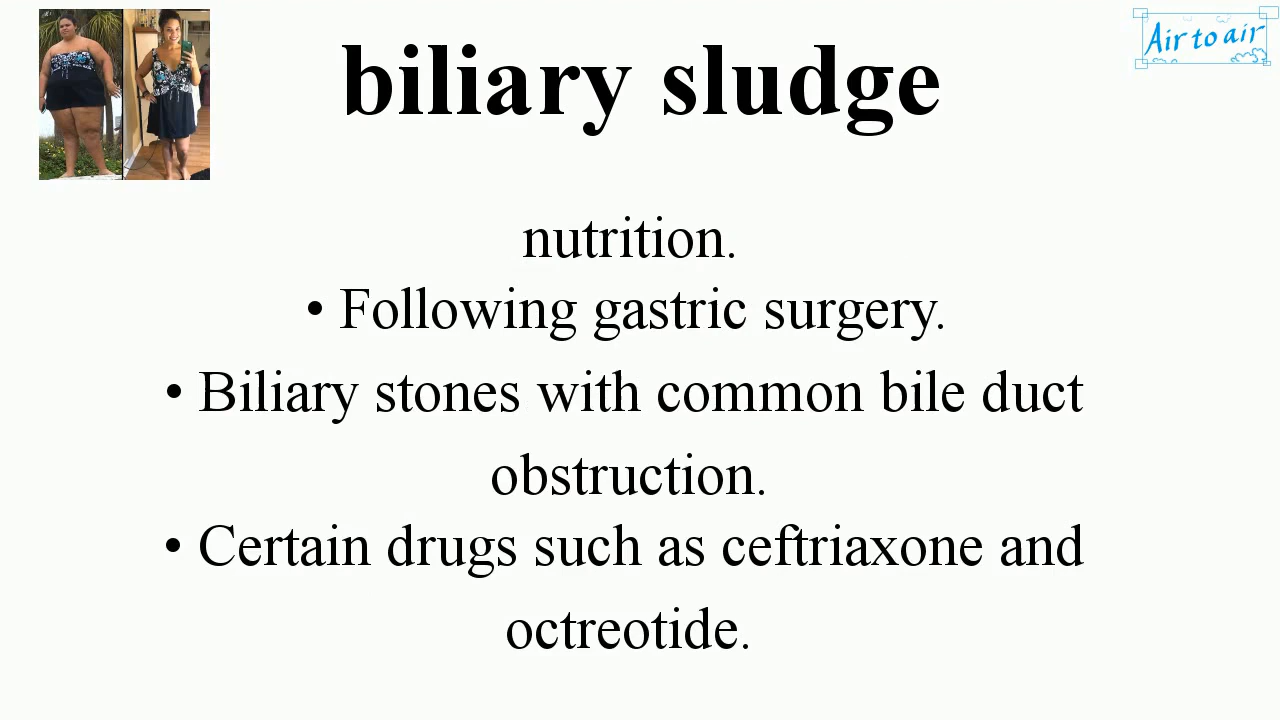 biliary sludge
Air to air
nutrition.
• Following gastric surgery.
• Biliary stones with common bile duct
obstruction.
• Certain drugs such as ceftriaxone and
octreotide.